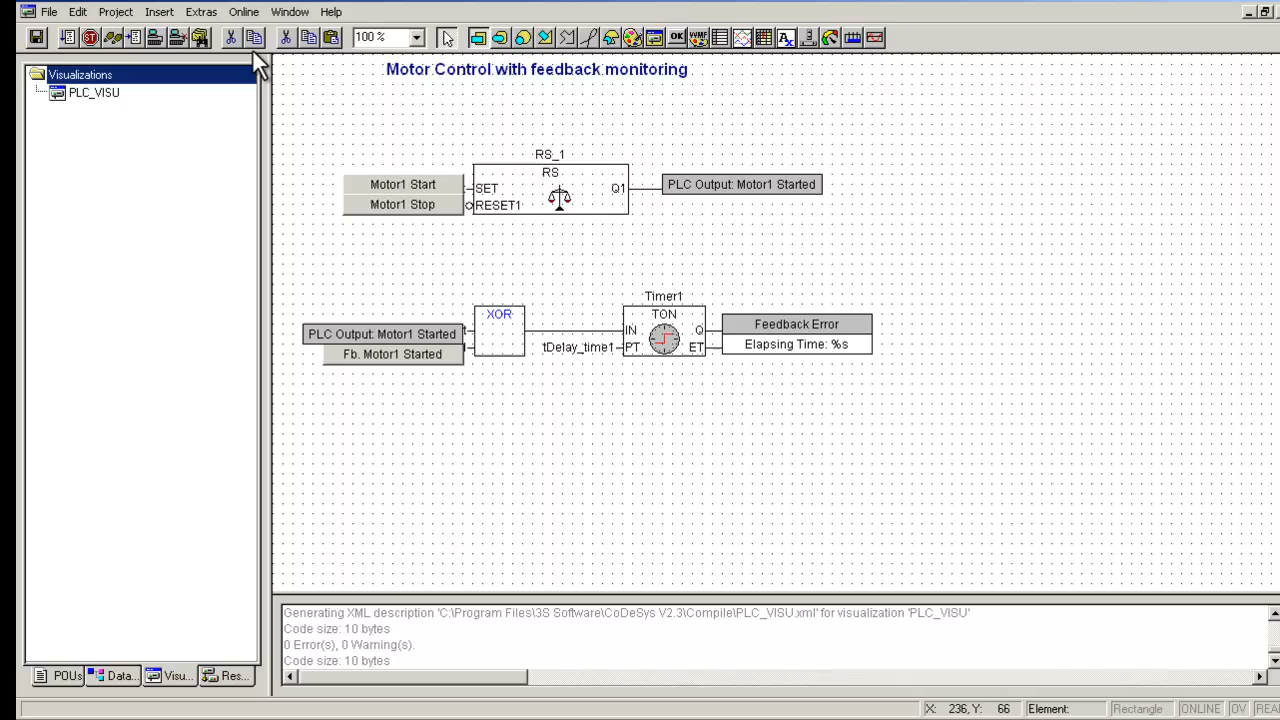 File Edit Project Insert Extras Online Window Help
100 %
Visualizations
PLC_VISU
Motor Control with feedback monitoring
RS_1
RS
Motor1 Start
SET
Q1
PLC Output: Motor1 Started
Motor1 Stop
RESET1
Timer1
XOR
TON
PLC Output: Motor1 Started
IN
Q
Feedback Error
Fb. Motor1 Started
tDelay_time1
PT
ET
Elapsing Time: %s
Generating XML description 'C:\Program Files\3S Software\CoDeSys V2.3\Compile\PLC_VISU.xml' for visualization 'PLC_VISU'
Code size: 10 bytes
0 Error(s), 0 Warning(s).
Code size: 10 bytes
POUs Data... Visu... Res...
X: 236,Y: 66 Element: Rectangle ONLINE OV REA